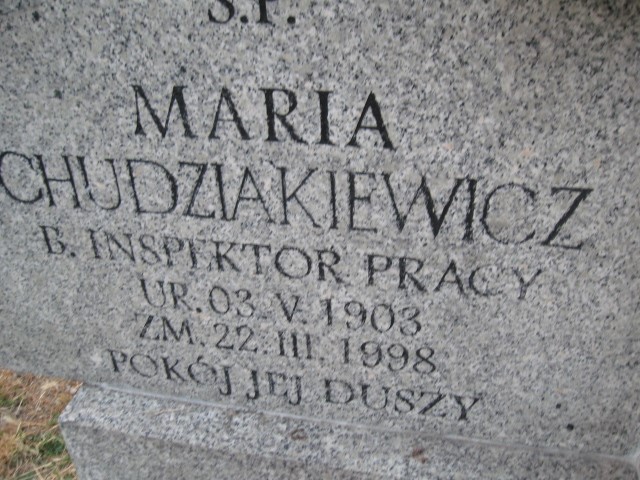 Ś.P.
MARIA
CHUDZIAKIEWICZ
B. INSPEKTOR PRACY
UR. 03. V. 1903
ZM. 22. III. 1998
POKÓJ JEJ DUSZY